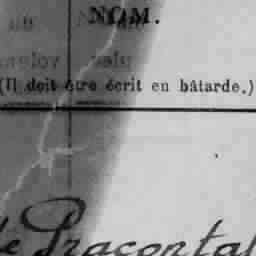 NOM.
(Il doit être écrit en bâtarde.)
de Pracontal